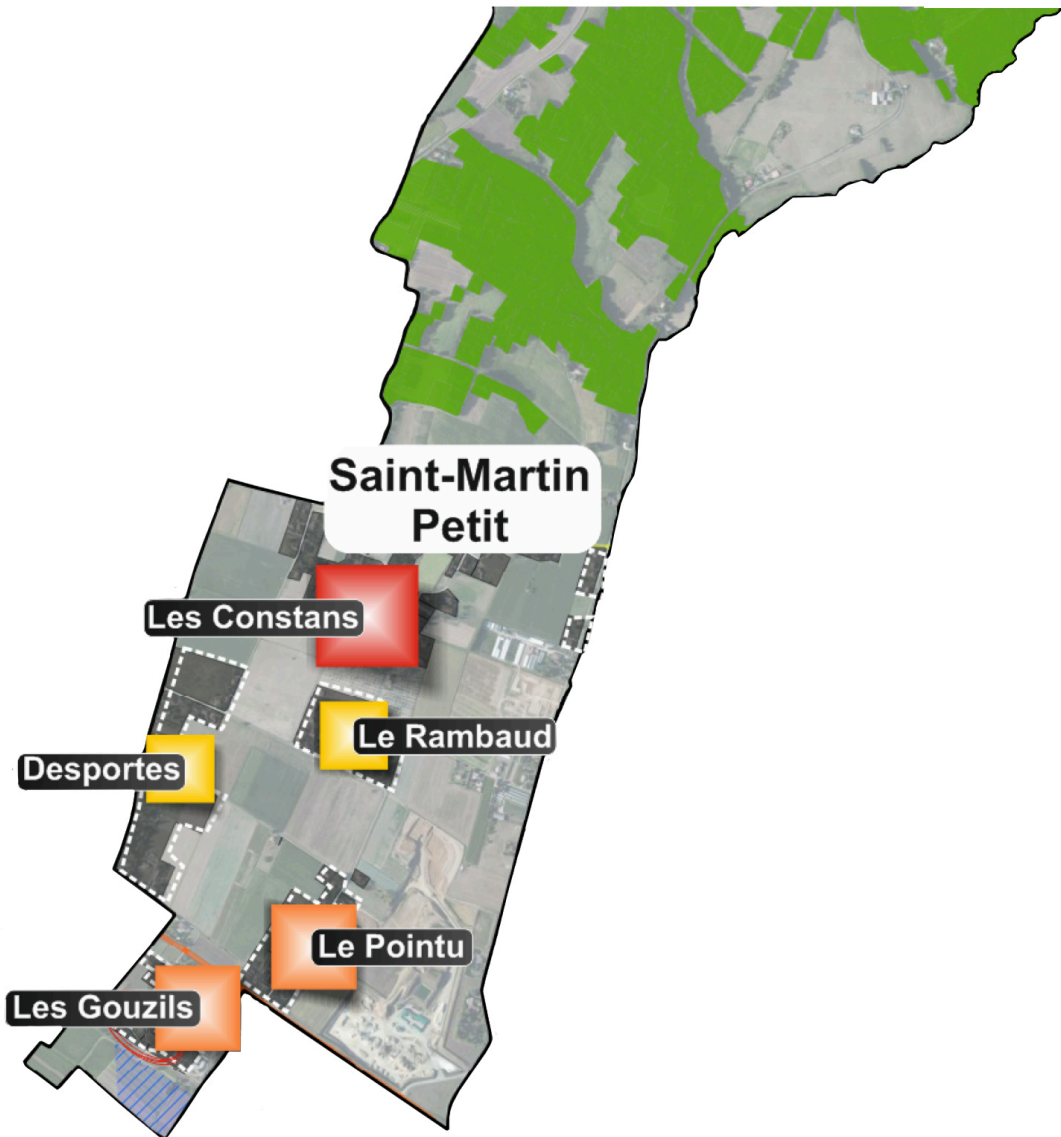 Saint-Martin
Petit
Les Constans
Le Rambaud
Desportes
Le Pointu
Les Gouzils